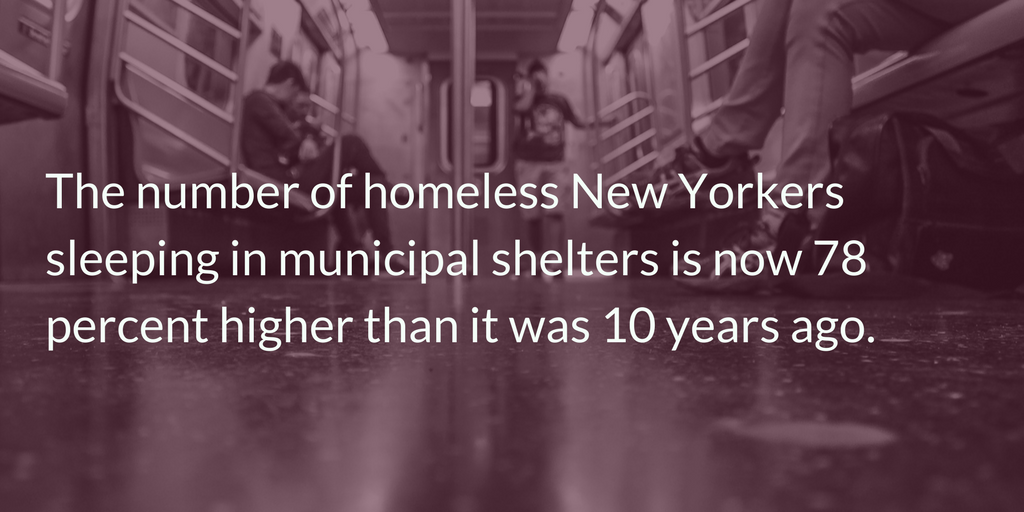 The number of homeless New Yorkers
sleeping in municipal shelters is now 78
percent higher than it was 10 years ago.